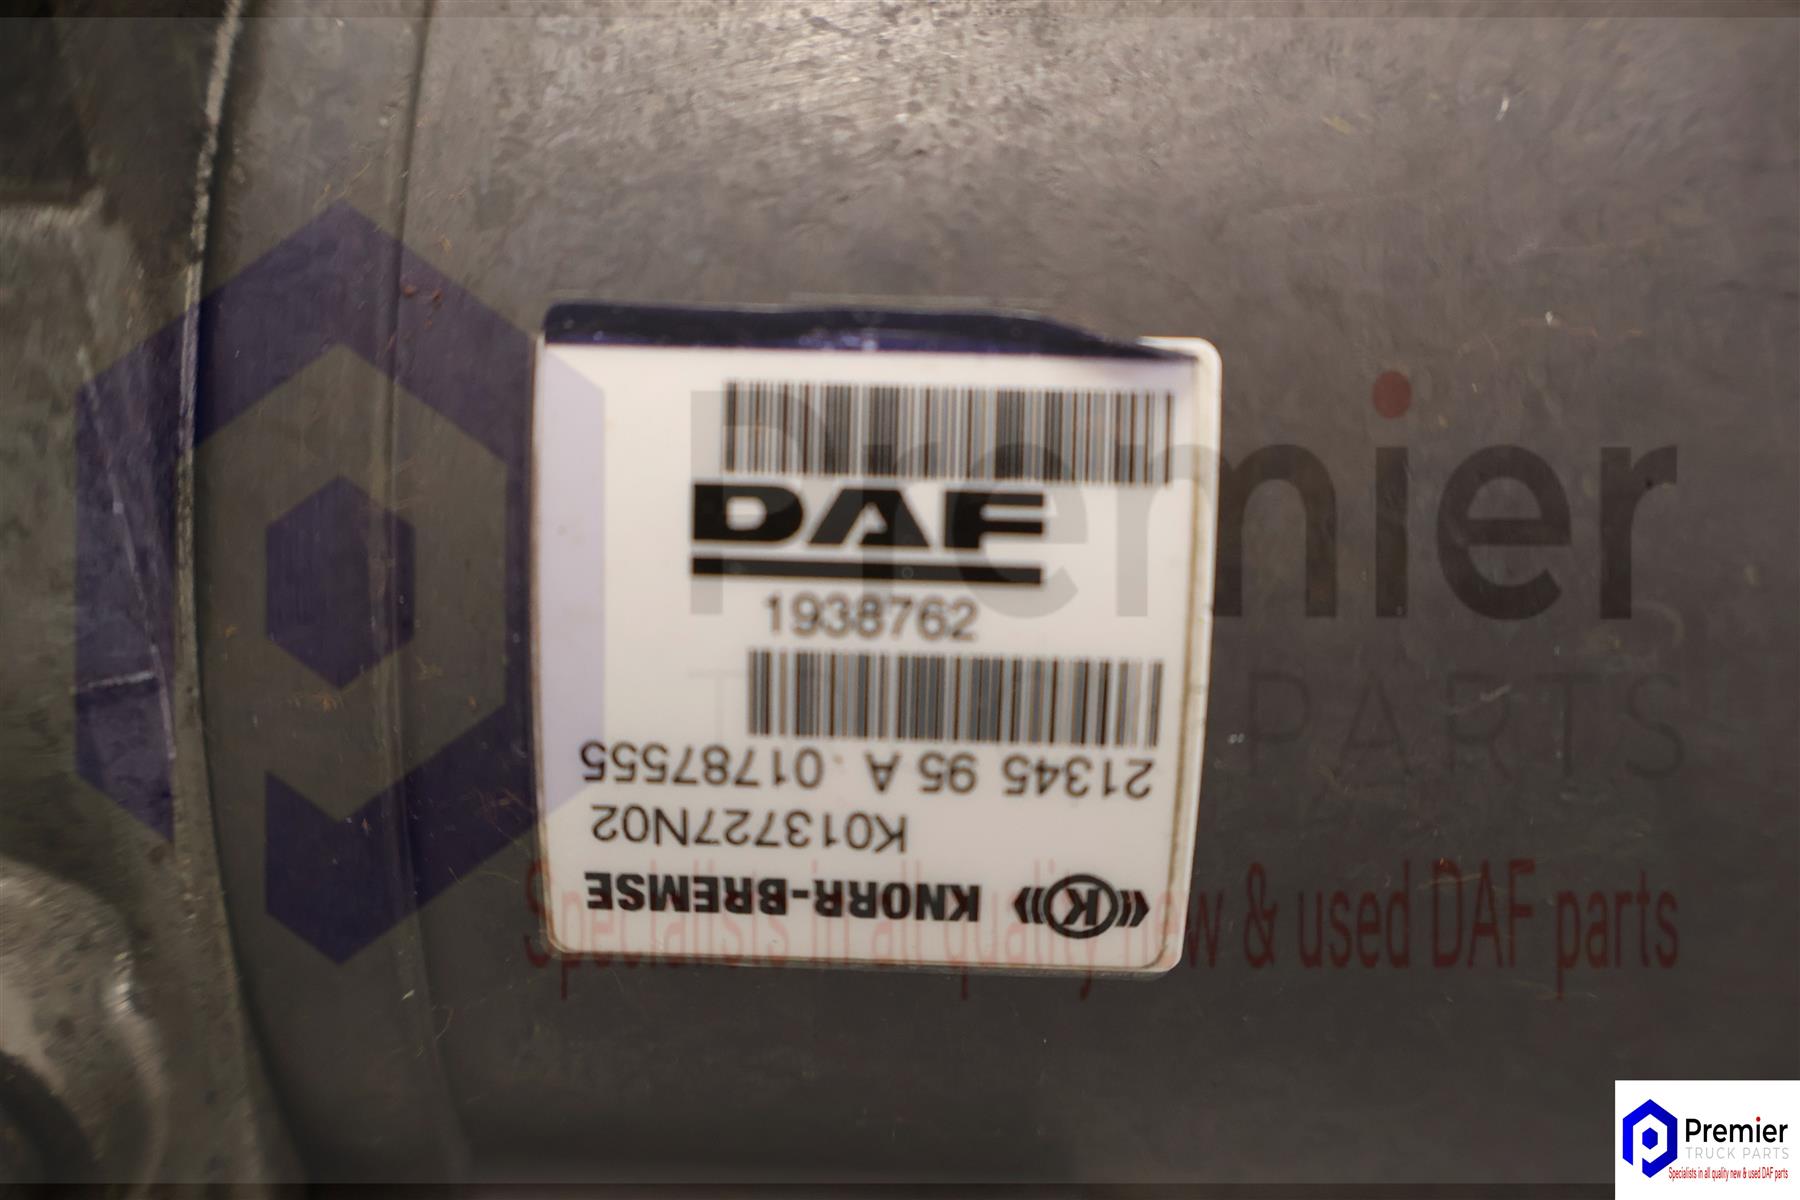 DAF
1938762
21345 95 A 01787555
K013727N02
KNORR-BREMSE
Premier
TRUCK PARTS
Specialists in all quality new & used DAF parts
Premier
TRUCK PARTS
Specialists in all quality new & used DAF parts